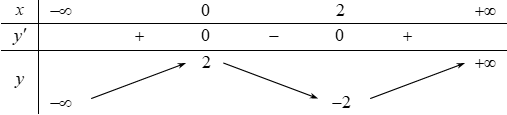 x −∞ 0 2 +∞
y′ + 0 − 0 +
2 +∞
y
−∞ −2